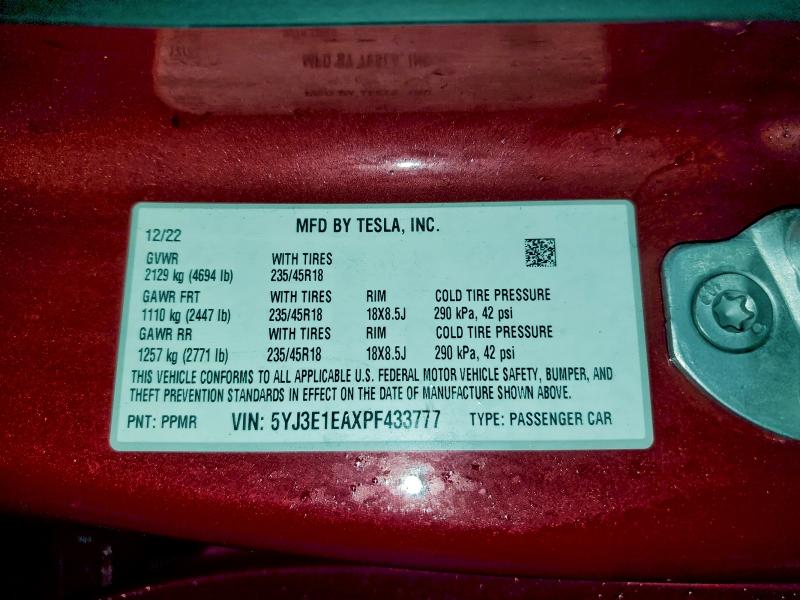 MFD BY TESLA, INC.
12/22
GVWR WITH TIRES
2129 kg (4694 lb) 235/45R18
GAWR FRT WITH TIRES RIM COLD TIRE PRESSURE
1110 kg (2447 lb) 235/45R18 18X8.5J 290 kPa, 42 psi
GAWR RR WITH TIRES RIM COLD TIRE PRESSURE
1257 kg (2771 lb) 235/45R18 18X8.5J 290 kPa, 42 psi
THIS VEHICLE CONFORMS TO ALL APPLICABLE U.S. FEDERAL MOTOR VEHICLE SAFETY, BUMPER, AND
THEFT PREVENTION STANDARDS IN EFFECT ON THE DATE OF MANUFACTURE SHOWN ABOVE.
PNT: PPMR VIN: 5YJ3E1EAXPF433777 TYPE: PASSENGER CAR